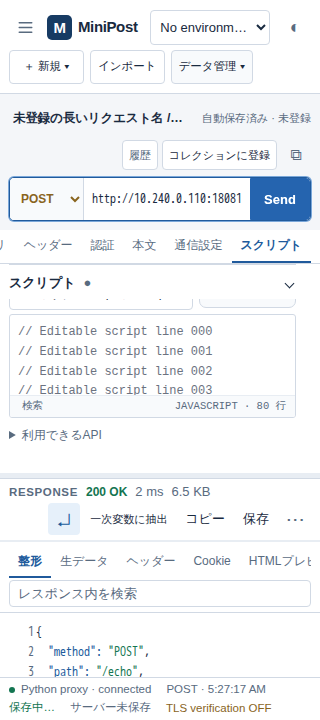 M MiniPost No environm…
＋ 新規 ▾ インポート データ管理 ▾
未登録の長いリクエスト名 /… 自動保存済み · 未登録
履歴 コレクションに登録
POST http://10.240.0.110:18081 Send
リ ヘッダー 認証 本文 通信設定 スクリプト
スクリプト ●
// Editable script line 000
// Editable script line 001
// Editable script line 002
// Editable script line 003
検索 JAVASCRIPT · 80 行
▶ 利用できるAPI
RESPONSE 200 OK 2 ms 6.5 KB
一次変数に抽出 コピー 保存 ···
整形 生データ ヘッダー Cookie HTMLプレビ
レスポンス内を検索
1 {
2 "method": "POST",
3 "path": "/echo",
● Python proxy · connected POST · 5:27:17 AM
保存中… サーバー未保存 TLS verification OFF